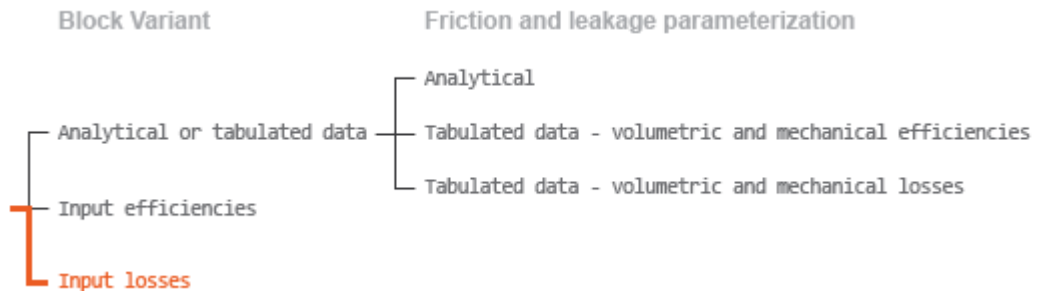 Block Variant
Friction and leakage parameterization
Analytical
Analytical or tabulated data
Tabulated data - volumetric and mechanical efficiencies
Tabulated data - volumetric and mechanical losses
Input efficiencies
Input losses